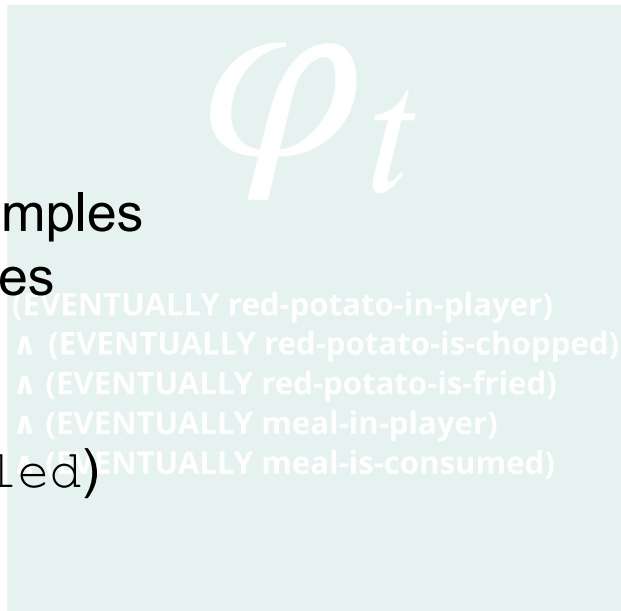 φt
mples
es
(EVENTUALLY red-potato-in-player)
∧ (EVENTUALLY red-potato-is-chopped)
∧ (EVENTUALLY red-potato-is-fried)
∧ (EVENTUALLY meal-in-player)
led)
∧ (EVENTUALLY meal-is-consumed)